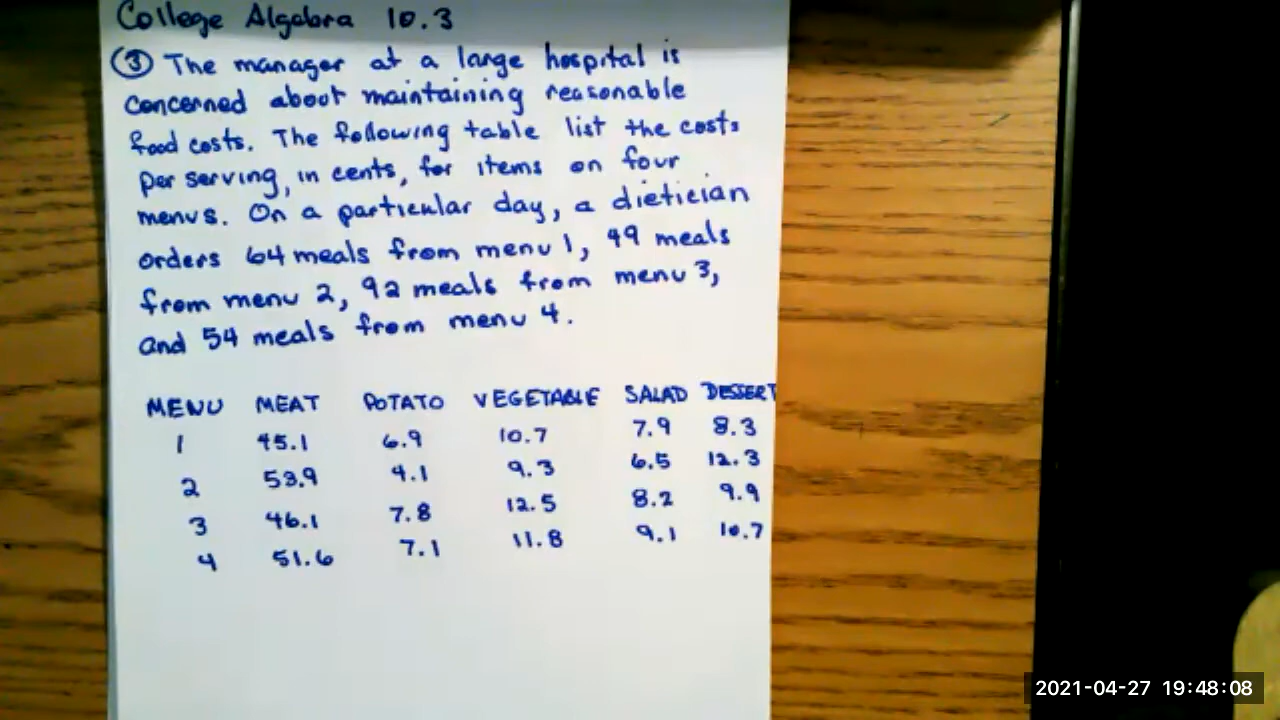 College Algebra 10.3
③ The manager at a large hospital is
concerned about maintaining reasonable
food costs. The following table list the costs
per serving, in cents, for items on four
menus. On a particular day, a dietician
orders 64 meals from menu 1, 49 meals
from menu 2, 92 meals from menu 3,
and 54 meals from menu 4.
MENU MEAT POTATO VEGETABLE SALAD DESSERT
1 45.1 6.9 10.7 7.9 8.3
2 53.9 4.1 9.3 6.5 12.3
3 46.1 7.8 12.5 8.2 9.9
4 51.6 7.1 11.8 9.1 10.7
2021-04-27 19:48:08